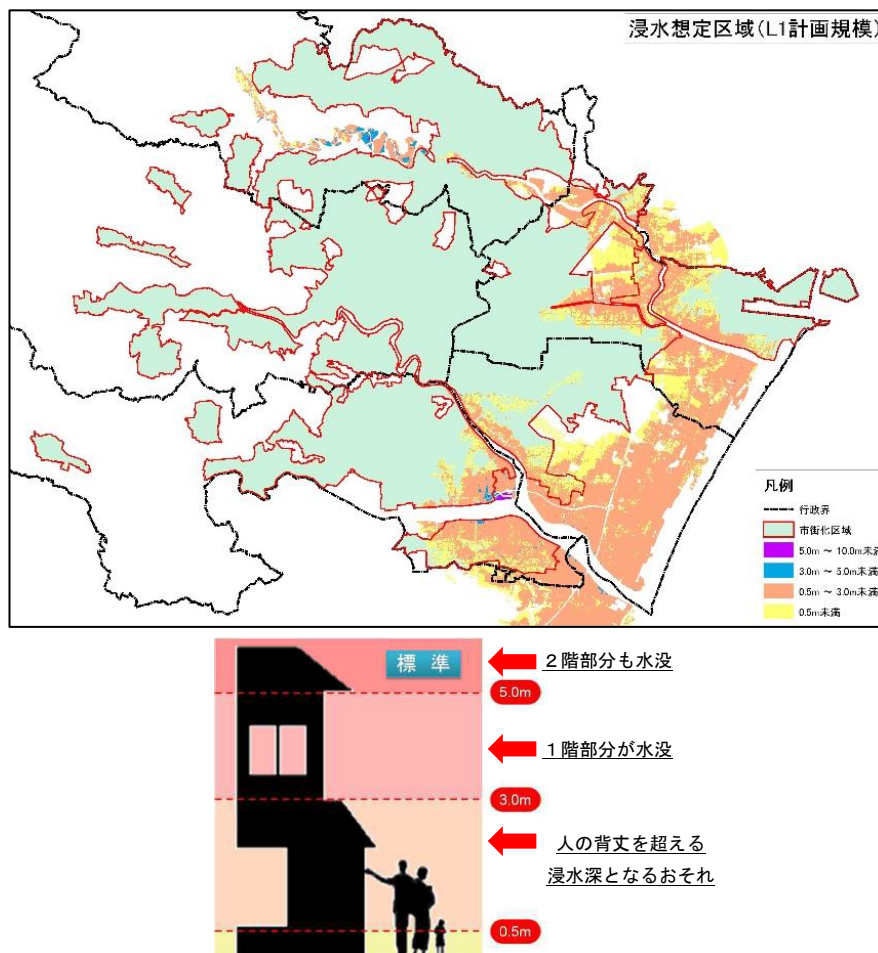 浸水想定区域(L1計画規模)
凡例
行政界
市街化区域
5.0m ～ 10.0m未満
3.0m ～ 5.0m未満
0.5m ～ 3.0m未満
0.5m未満
標 準
２階部分も水没
5.0m
１階部分が水没
3.0m
人の背丈を超える
浸水深となるおそれ
0.5m